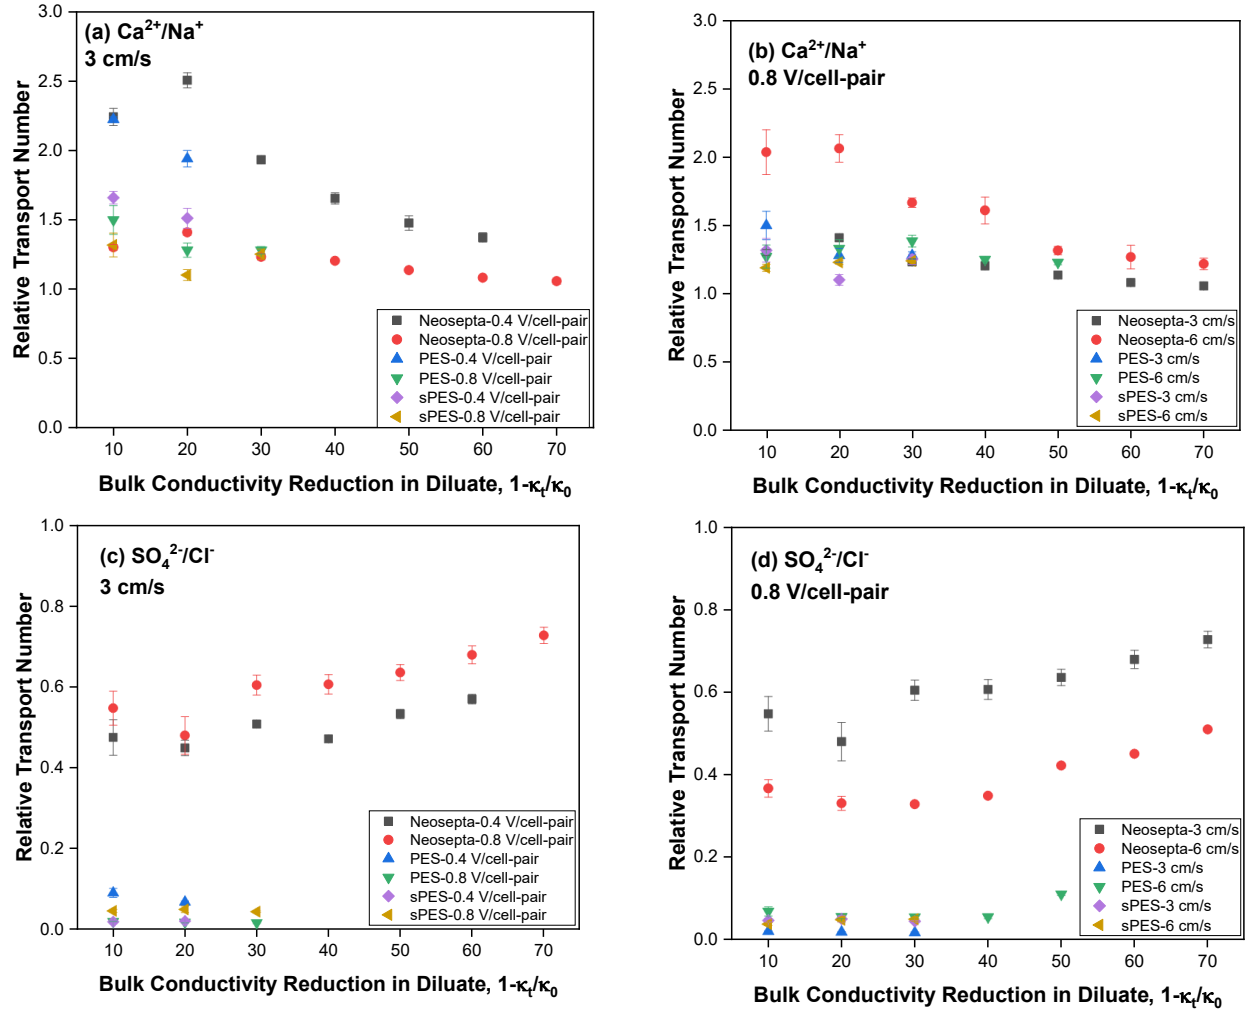 (a) Ca²⁺/Na⁺
3 cm/s
Relative Transport Number
3.0
2.5
2.0
1.5
1.0
0.5
0.0
Neosepta-0.4 V/cell-pair
Neosepta-0.8 V/cell-pair
PES-0.4 V/cell-pair
PES-0.8 V/cell-pair
sPES-0.4 V/cell-pair
sPES-0.8 V/cell-pair
10 20 30 40 50 60 70
Bulk Conductivity Reduction in Diluate, 1-κₜ/κ₀
(b) Ca²⁺/Na⁺
0.8 V/cell-pair
Relative Transport Number
3.0
2.5
2.0
1.5
1.0
0.5
0.0
Neosepta-3 cm/s
Neosepta-6 cm/s
PES-3 cm/s
PES-6 cm/s
sPES-3 cm/s
sPES-6 cm/s
10 20 30 40 50 60 70
Bulk Conductivity Reduction in Diluate, 1-κₜ/κ₀
(c) SO₄²⁻/Cl⁻
3 cm/s
Relative Transport Number
1.0
0.8
0.6
0.4
0.2
0.0
Neosepta-0.4 V/cell-pair
Neosepta-0.8 V/cell-pair
PES-0.4 V/cell-pair
PES-0.8 V/cell-pair
sPES-0.4 V/cell-pair
sPES-0.8 V/cell-pair
10 20 30 40 50 60 70
Bulk Conductivity Reduction in Diluate, 1-κₜ/κ₀
(d) SO₄²⁻/Cl⁻
0.8 V/cell-pair
Relative Transport Number
1.0
0.8
0.6
0.4
0.2
0.0
Neosepta-3 cm/s
Neosepta-6 cm/s
PES-3 cm/s
PES-6 cm/s
sPES-3 cm/s
sPES-6 cm/s
10 20 30 40 50 60 70
Bulk Conductivity Reduction in Diluate, 1-κₜ/κ₀